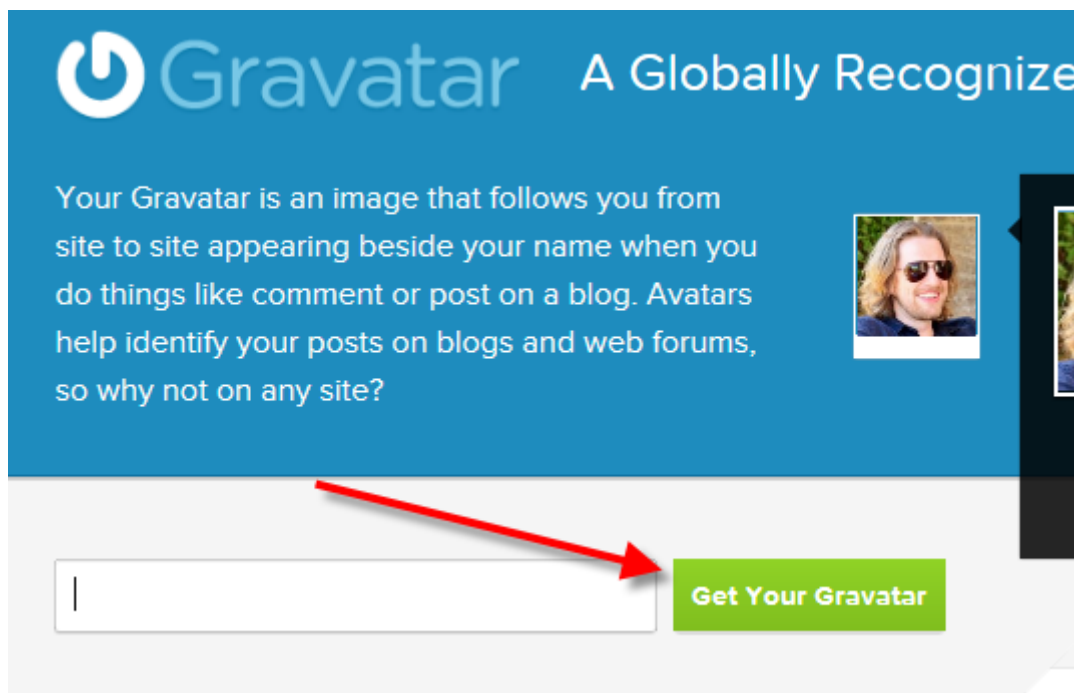 Gravatar A Globally Recognize
Your Gravatar is an image that follows you from
site to site appearing beside your name when you
do things like comment or post on a blog. Avatars
help identify your posts on blogs and web forums,
so why not on any site?
Get Your Gravatar